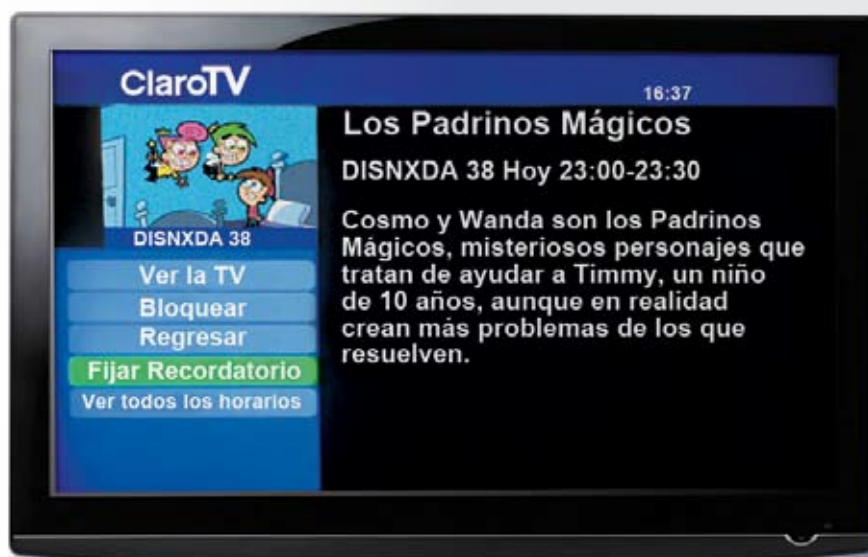 ClaroTV
16:37
DISNXDA 38
Ver la TV
Bloquear
Regresar
Fijar Recordatorio
Ver todos los horarios
Los Padrinos Mágicos
DISNXDA 38 Hoy 23:00-23:30
Cosmo y Wanda son los Padrinos
Mágicos, misteriosos personajes que
tratan de ayudar a Timmy, un niño
de 10 años, aunque en realidad
crean más problemas de los que
resuelven.